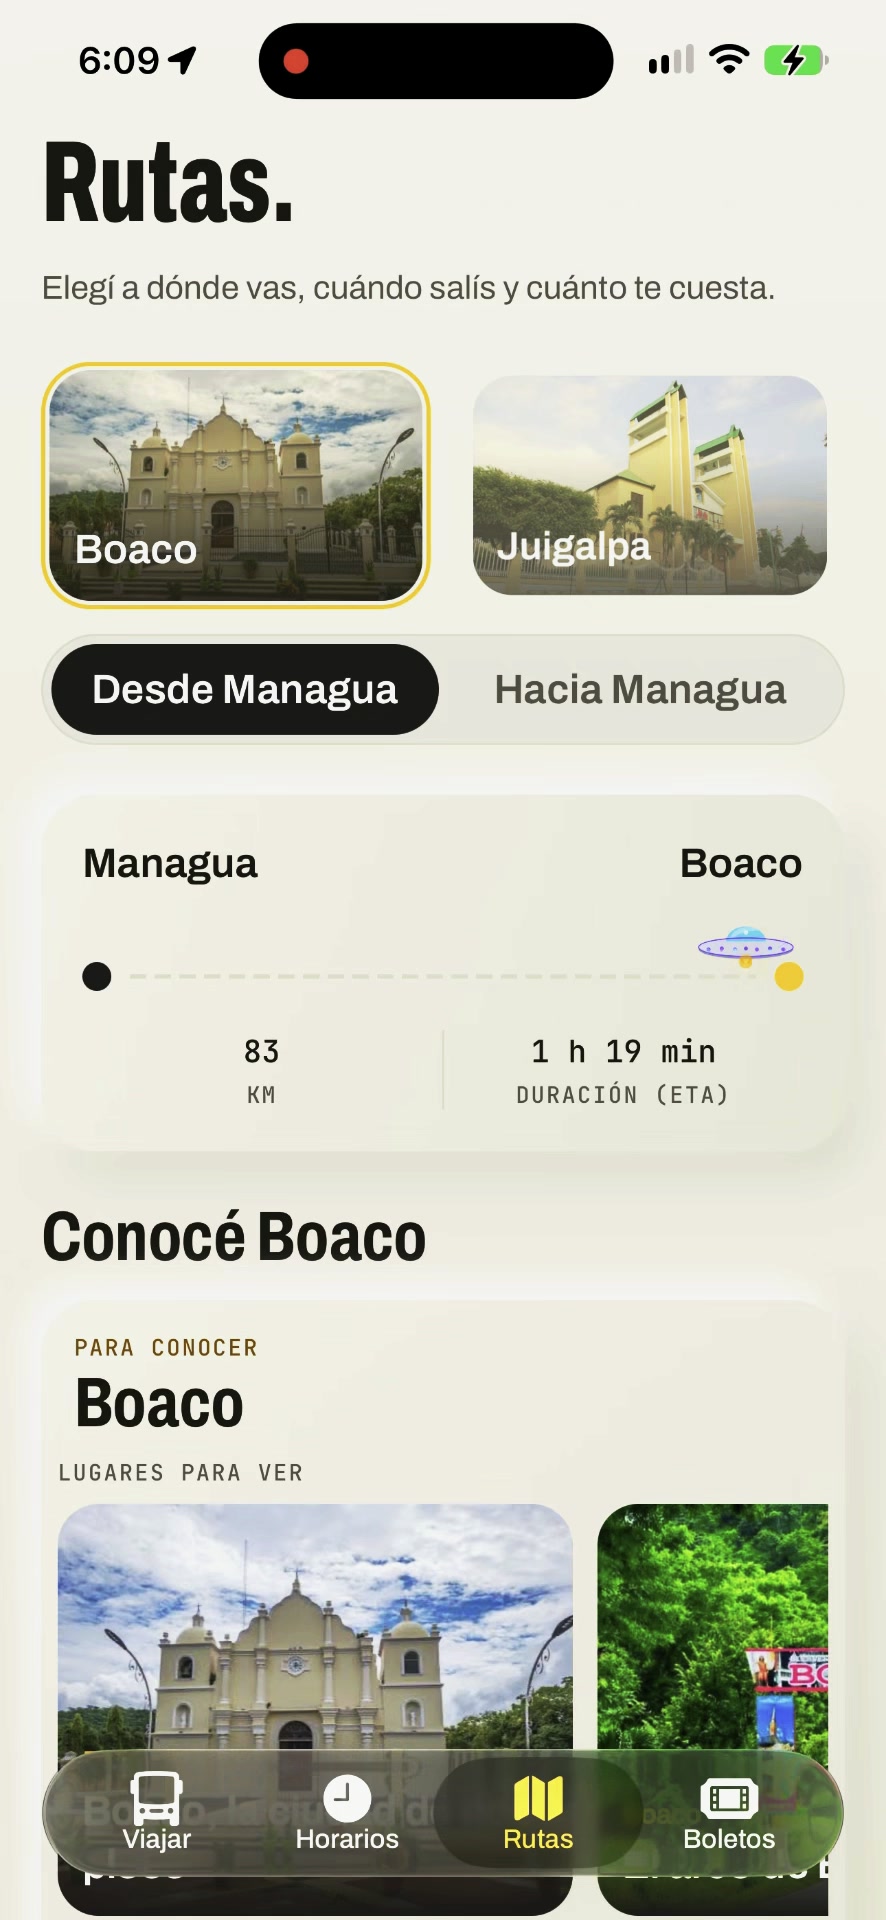 6:09
Rutas.
Elegí a dónde vas, cuándo salís y cuánto te cuesta.
Boaco
Juigalpa
Desde Managua
Hacia Managua
Managua
Boaco
83
KM
1 h 19 min
DURACIÓN (ETA)
Conocé Boaco
PARA CONOCER
Boaco
LUGARES PARA VER
Viajar
Horarios
Rutas
Boletos